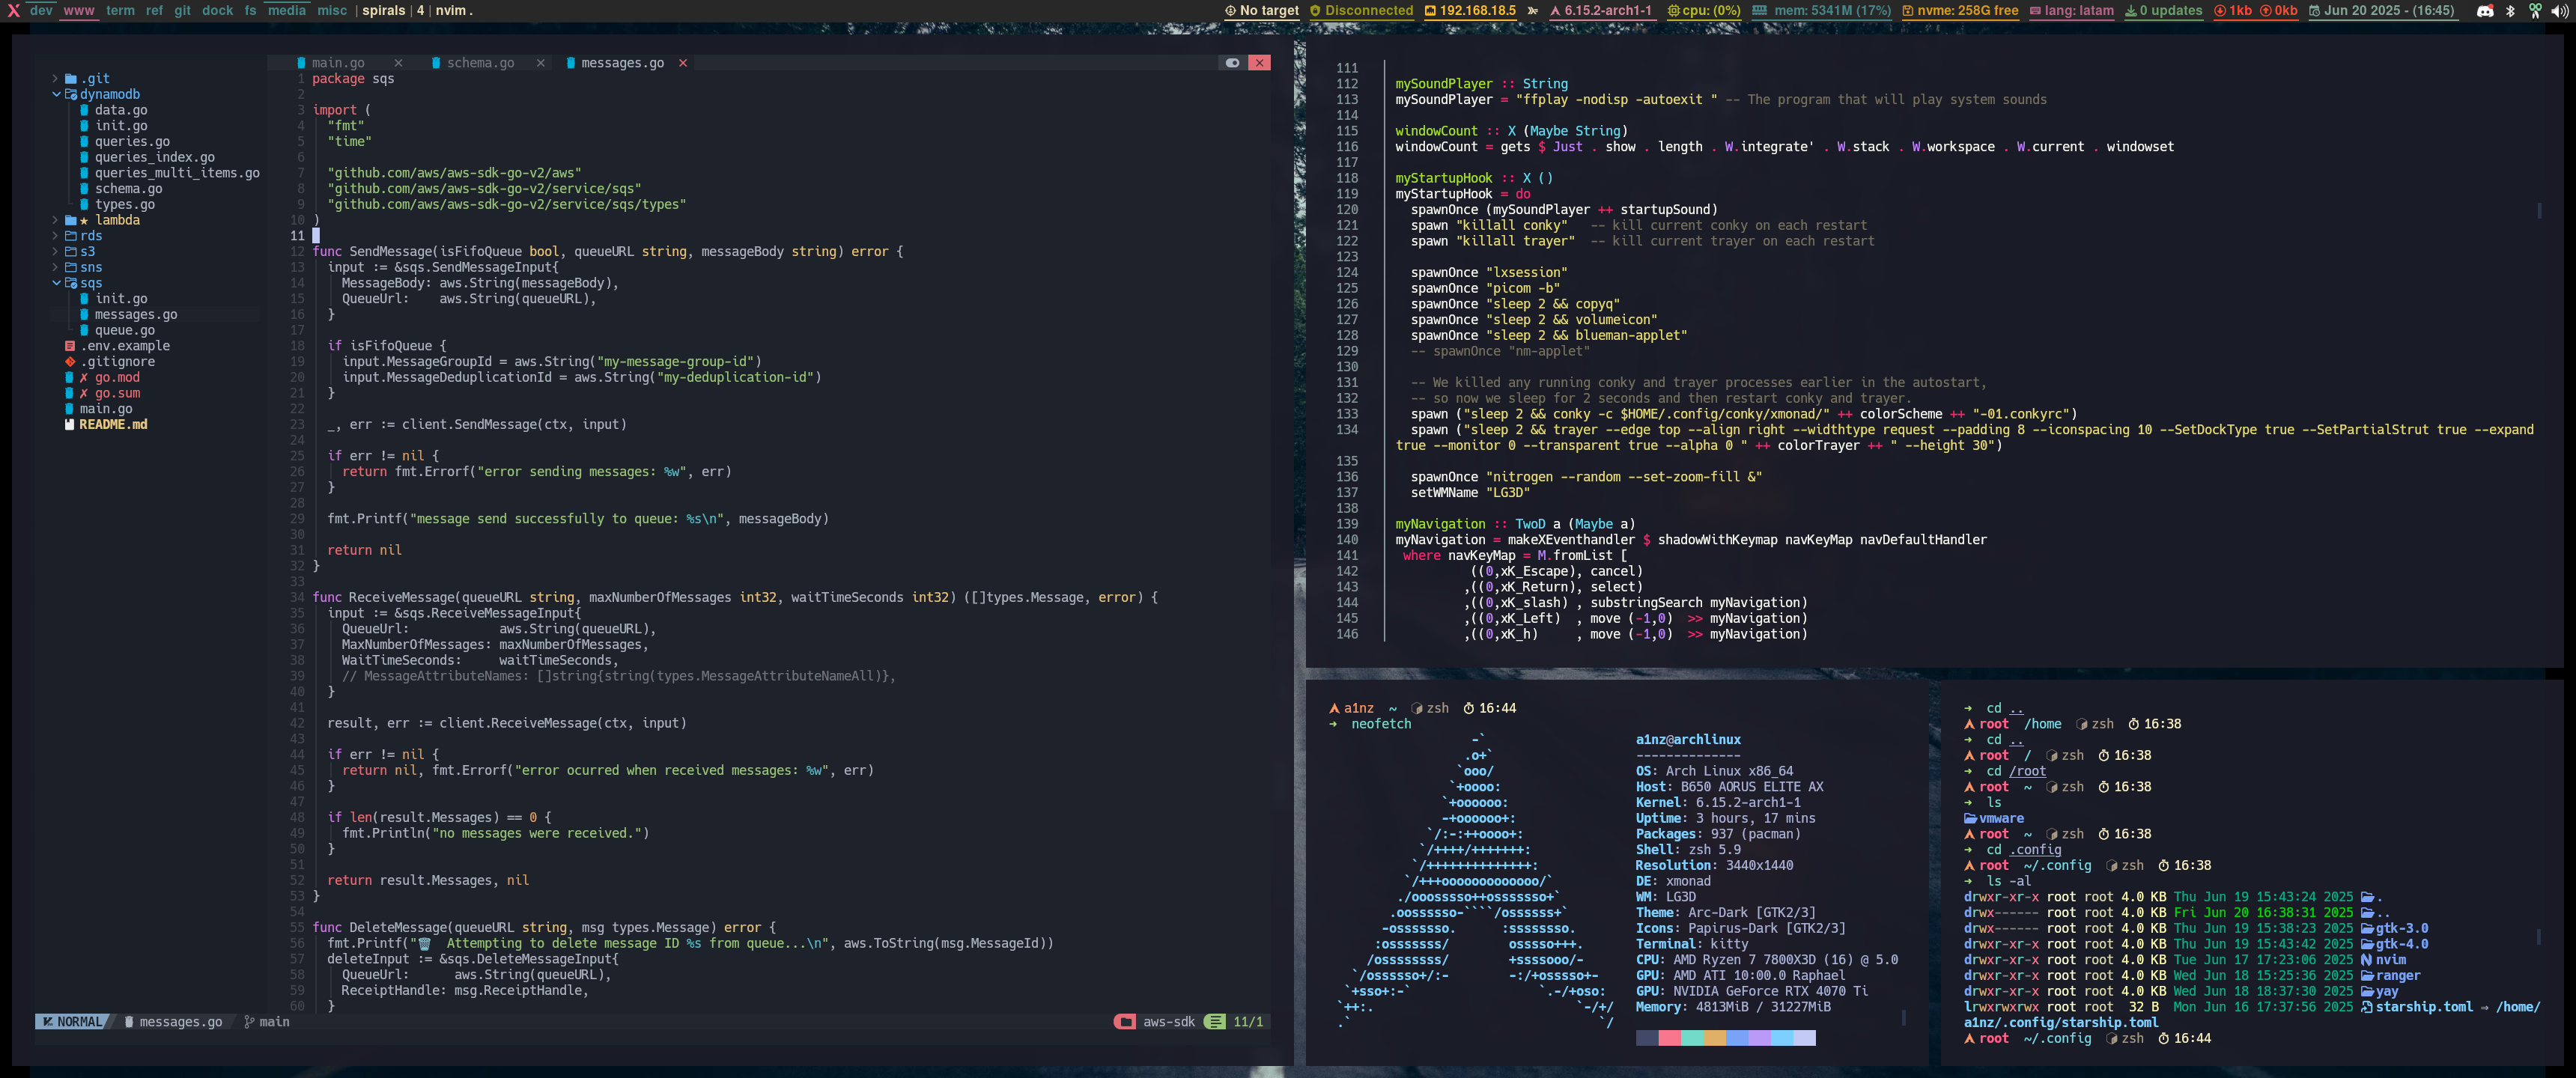 dev www term ref git dock fs media misc | spirals | 4 | nvim .
No target Disconnected 192.168.18.5 6.15.2-arch1-1 cpu: (0%) mem: 5341M (17%) nvme: 258G free lang: latam 0 updates 1kb 0kb Jun 20 2025 - (16:45)
.git
dynamodb
data.go
init.go
queries.go
queries_index.go
queries_multi_items.go
schema.go
types.go
★ lambda
rds
s3
sns
sqs
init.go
messages.go
queue.go
.env.example
.gitignore
✗ go.mod
✗ go.sum
main.go
README.md
main.go × schema.go × messages.go ×
1 package sqs
2
3 import (
4 "fmt"
5 "time"
6
7 "github.com/aws/aws-sdk-go-v2/aws"
8 "github.com/aws/aws-sdk-go-v2/service/sqs"
9 "github.com/aws/aws-sdk-go-v2/service/sqs/types"
10 )
11
12 func SendMessage(isFifoQueue bool, queueURL string, messageBody string) error {
13 input := &sqs.SendMessageInput{
14 MessageBody: aws.String(messageBody),
15 QueueUrl:    aws.String(queueURL),
16 }
17
18 if isFifoQueue {
19 input.MessageGroupId = aws.String("my-message-group-id")
20 input.MessageDeduplicationId = aws.String("my-deduplication-id")
21 }
22
23 _, err := client.SendMessage(ctx, input)
24
25 if err != nil {
26 return fmt.Errorf("error sending messages: %w", err)
27 }
28
29 fmt.Printf("message send successfully to queue: %s\n", messageBody)
30
31 return nil
32 }
33
34 func ReceiveMessage(queueURL string, maxNumberOfMessages int32, waitTimeSeconds int32) ([]types.Message, error) {
35 input := &sqs.ReceiveMessageInput{
36 QueueUrl:            aws.String(queueURL),
37 MaxNumberOfMessages: maxNumberOfMessages,
38 WaitTimeSeconds:     waitTimeSeconds,
39 // MessageAttributeNames: []string{string(types.MessageAttributeNameAll)},
40 }
41
42 result, err := client.ReceiveMessage(ctx, input)
43
44 if err != nil {
45 return nil, fmt.Errorf("error ocurred when received messages: %w", err)
46 }
47
48 if len(result.Messages) == 0 {
49 fmt.Println("no messages were received.")
50 }
51
52 return result.Messages, nil
53 }
54
55 func DeleteMessage(queueURL string, msg types.Message) error {
56 fmt.Printf("🗑️  Attempting to delete message ID %s from queue...\n", aws.ToString(msg.MessageId))
57 deleteInput := &sqs.DeleteMessageInput{
58 QueueUrl:      aws.String(queueURL),
59 ReceiptHandle: msg.ReceiptHandle,
60 }
NORMAL messages.go main aws-sdk 11/1
111
112 mySoundPlayer :: String
113 mySoundPlayer = "ffplay -nodisp -autoexit " -- The program that will play system sounds
114
115 windowCount :: X (Maybe String)
116 windowCount = gets $ Just . show . length . W.integrate' . W.stack . W.workspace . W.current . windowset
117
118 myStartupHook :: X ()
119 myStartupHook = do
120 spawnOnce (mySoundPlayer ++ startupSound)
121 spawn "killall conky"   -- kill current conky on each restart
122 spawn "killall trayer"  -- kill current trayer on each restart
123
124 spawnOnce "lxsession"
125 spawnOnce "picom -b"
126 spawnOnce "sleep 2 && copyq"
127 spawnOnce "sleep 2 && volumeicon"
128 spawnOnce "sleep 2 && blueman-applet"
129 -- spawnOnce "nm-applet"
130
131 -- We killed any running conky and trayer processes earlier in the autostart,
132 -- so now we sleep for 2 seconds and then restart conky and trayer.
133 spawn ("sleep 2 && conky -c $HOME/.config/conky/xmonad/" ++ colorScheme ++ "-01.conkyrc")
134 spawn ("sleep 2 && trayer --edge top --align right --widthtype request --padding 8 --iconspacing 10 --SetDockType true --SetPartialStrut true --expand
true --monitor 0 --transparent true --alpha 0 " ++ colorTrayer ++ " --height 30")
135
136 spawnOnce "nitrogen --random --set-zoom-fill &"
137 setWMName "LG3D"
138
139 myNavigation :: TwoD a (Maybe a)
140 myNavigation = makeXEventhandler $ shadowWithKeymap navKeyMap navDefaultHandler
141 where navKeyMap = M.fromList [
142 ((0,xK_Escape), cancel)
143 ,((0,xK_Return), select)
144 ,((0,xK_slash) , substringSearch myNavigation)
145 ,((0,xK_Left)  , move (-1,0)  >> myNavigation)
146 ,((0,xK_h)     , move (-1,0)  >> myNavigation)
a1nz ~ zsh 16:44
➜ neofetch
-`
.o+`
`ooo/
`+oooo:
`+oooooo:
-+oooooo+:
`/:-:++oooo+:
`/++++/+++++++:
`/++++++++++++++:
`/+++ooooooooooooo/`
./ooosssso++osssssso+`
.oossssso-````/ossssss+`
-osssssso.      :ssssssso.
:osssssss/        osssso+++.
/ossssssss/        +ssssooo/-
`/ossssso+/:-        -:/+osssso+-
`+sso+:-`                 `.-/+oso:
`++:.                           `-/+/
.`                                 `/
a1nz@archlinux
--------------
OS: Arch Linux x86_64
Host: B650 AORUS ELITE AX
Kernel: 6.15.2-arch1-1
Uptime: 3 hours, 17 mins
Packages: 937 (pacman)
Shell: zsh 5.9
Resolution: 3440x1440
DE: xmonad
WM: LG3D
Theme: Arc-Dark [GTK2/3]
Icons: Papirus-Dark [GTK2/3]
Terminal: kitty
CPU: AMD Ryzen 7 7800X3D (16) @ 5.0
GPU: AMD ATI 10:00.0 Raphael
GPU: NVIDIA GeForce RTX 4070 Ti
Memory: 4813MiB / 31227MiB
➜ cd ..
root /home zsh 16:38
➜ cd ..
root / zsh 16:38
➜ cd /root
root ~ zsh 16:38
➜ ls
vmware
root ~ zsh 16:38
➜ cd .config
root ~/.config zsh 16:38
➜ ls -al
drwxr-xr-x root root 4.0 KB Thu Jun 19 15:43:24 2025 .
drwx------ root root 4.0 KB Fri Jun 20 16:38:31 2025 ..
drwx------ root root 4.0 KB Thu Jun 19 15:38:23 2025 gtk-3.0
drwxr-xr-x root root 4.0 KB Thu Jun 19 15:43:42 2025 gtk-4.0
drwxr-xr-x root root 4.0 KB Tue Jun 17 17:23:06 2025 nvim
drwxr-xr-x root root 4.0 KB Wed Jun 18 15:25:36 2025 ranger
drwxr-xr-x root root 4.0 KB Wed Jun 18 18:37:30 2025 yay
lrwxrwxrwx root root  32 B  Mon Jun 16 17:37:56 2025 starship.toml ⇒ /home/
a1nz/.config/starship.toml
root ~/.config zsh 16:44